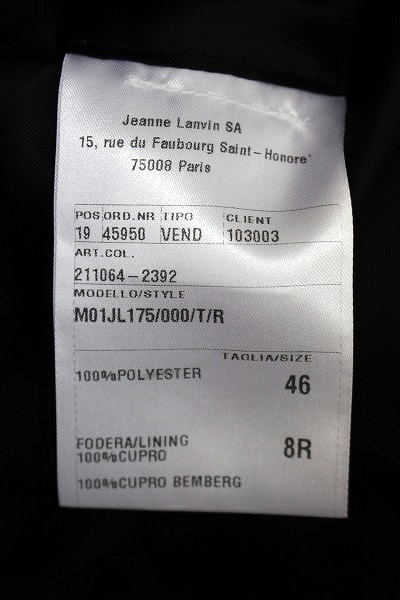 Jeanne Lanvin SA
15, rue du Faubourg Saint-Honore'
75008 Paris
POS ORD.NR TIPO CLIENT
19 45950 VEND 103003
ART.COL.
211064-2392
MODELLO/STYLE
M01JL175/000/T/R
TAGLIA/SIZE
100%POLYESTER 46
FODERA/LINING 8R
100%CUPRO
100%CUPRO BEMBERG